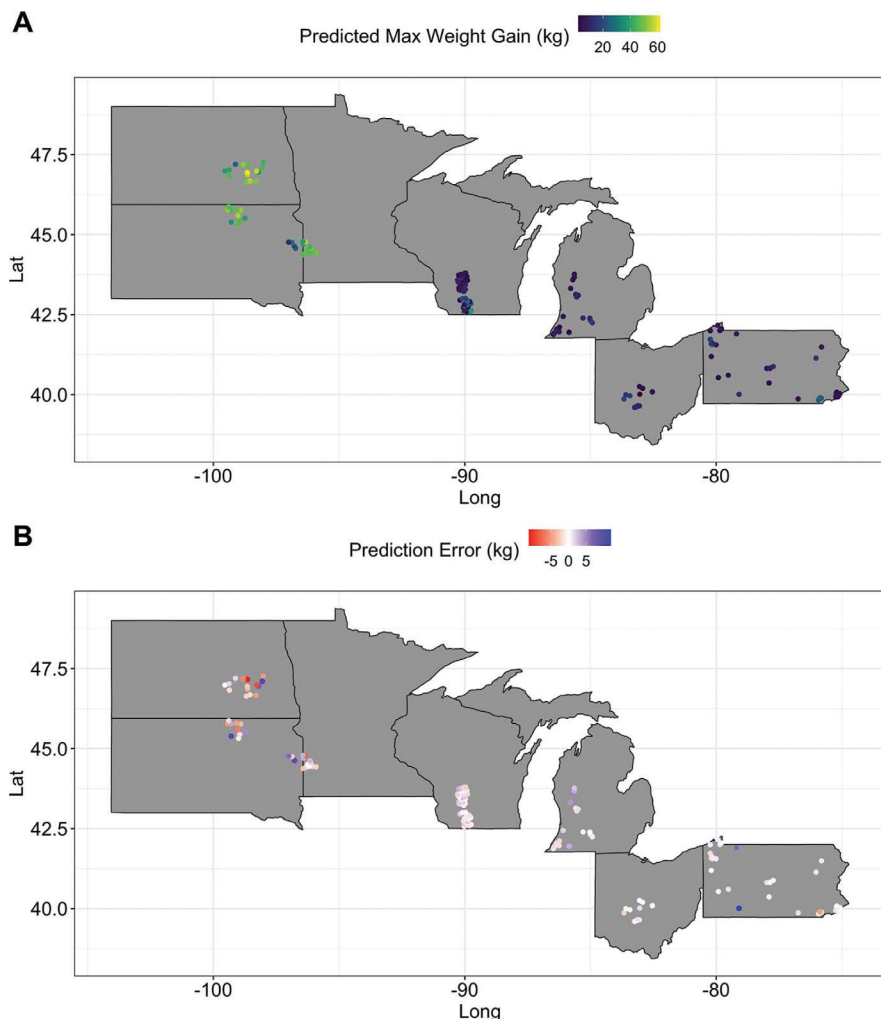 A
Predicted Max Weight Gain (kg)
20 40 60
47.5
45.0
Lat
42.5
40.0
-100 -90 -80
Long
B
Prediction Error (kg)
-5 0 5
47.5
45.0
Lat
42.5
40.0
-100 -90 -80
Long